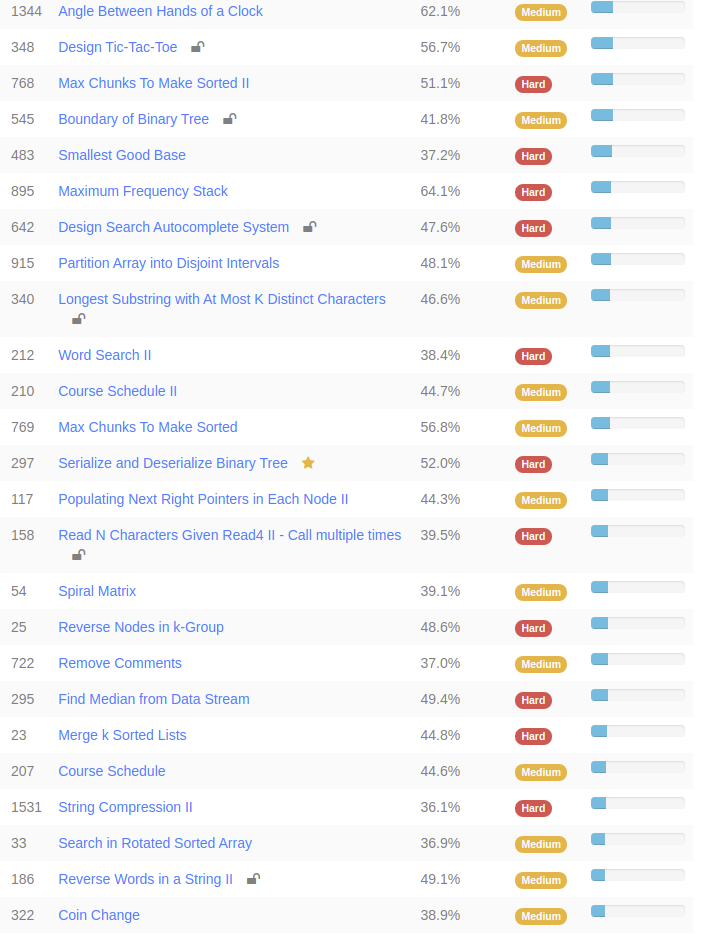 1344 Angle Between Hands of a Clock 62.1% Medium
348 Design Tic-Tac-Toe 56.7% Medium
768 Max Chunks To Make Sorted II 51.1% Hard
545 Boundary of Binary Tree 41.8% Medium
483 Smallest Good Base 37.2% Hard
895 Maximum Frequency Stack 64.1% Hard
642 Design Search Autocomplete System 47.6% Hard
915 Partition Array into Disjoint Intervals 48.1% Medium
340 Longest Substring with At Most K Distinct Characters 46.6% Medium
212 Word Search II 38.4% Hard
210 Course Schedule II 44.7% Medium
769 Max Chunks To Make Sorted 56.8% Medium
297 Serialize and Deserialize Binary Tree 52.0% Hard
117 Populating Next Right Pointers in Each Node II 44.3% Medium
158 Read N Characters Given Read4 II - Call multiple times 39.5% Hard
54 Spiral Matrix 39.1% Medium
25 Reverse Nodes in k-Group 48.6% Hard
722 Remove Comments 37.0% Medium
295 Find Median from Data Stream 49.4% Hard
23 Merge k Sorted Lists 44.8% Hard
207 Course Schedule 44.6% Medium
1531 String Compression II 36.1% Hard
33 Search in Rotated Sorted Array 36.9% Medium
186 Reverse Words in a String II 49.1% Medium
322 Coin Change 38.9% Medium